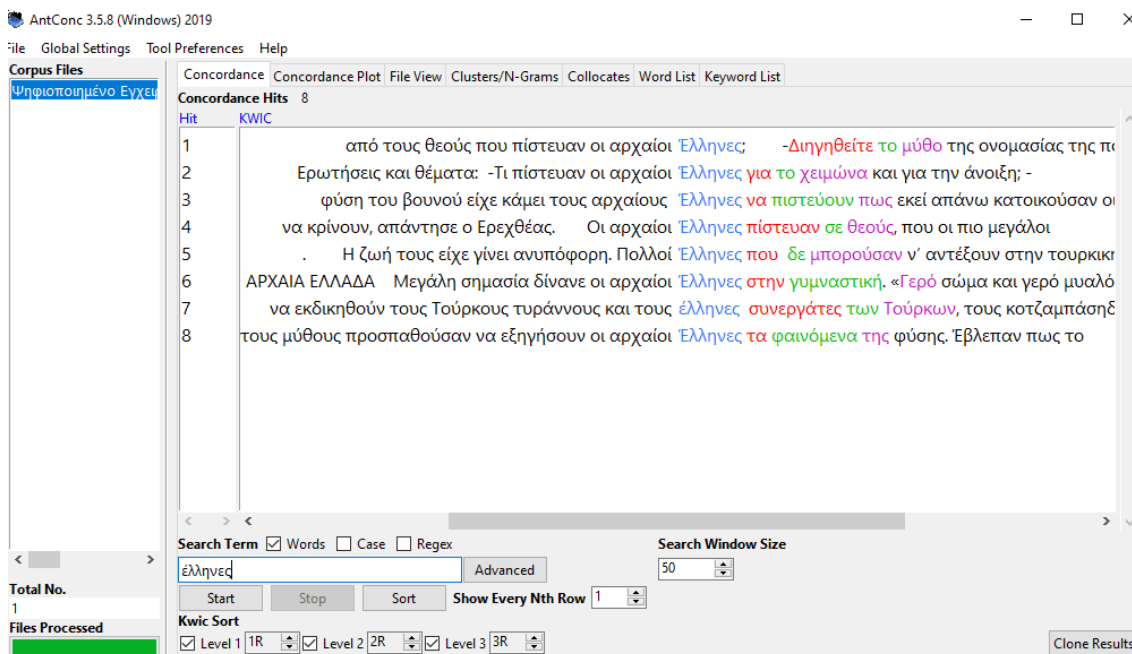 AntConc 3.5.8 (Windows) 2019
File Global Settings Tool Preferences Help
Corpus Files
Ψηφιοποιημένο Εγχει
Concordance Concordance Plot File View Clusters/N-Grams Collocates Word List Keyword List
Concordance Hits 8
Hit KWIC
1 από τους θεούς που πίστευαν οι αρχαίοι Έλληνες; -Διηγηθείτε το μύθο της ονομασίας της πό
2 Ερωτήσεις και θέματα: -Τι πίστευαν οι αρχαίοι Έλληνες για το χειμώνα και για την άνοιξη; -
3 φύση του βουνού είχε κάμει τους αρχαίους Έλληνες να πιστεύουν πως εκεί απάνω κατοικούσαν οι
4 να κρίνουν, απάντησε ο Ερεχθέας. Οι αρχαίοι Έλληνες πίστευαν σε θεούς, που οι πιο μεγάλοι
5 . Η ζωή τους είχε γίνει ανυπόφορη. Πολλοί Έλληνες που δε μπορούσαν ν’ αντέξουν στην τουρκικη
6 ΑΡΧΑΙΑ ΕΛΛΑΔΑ Μεγάλη σημασία δίνανε οι αρχαίοι Έλληνες στην γυμναστική. «Γερό σώμα και γερό μυαλό
7 να εκδικηθούν τους Τούρκους τυράννους και τους έλληνες συνεργάτες των Τούρκων, τους κοτζαμπάσηδ
8 τους μύθους προσπαθούσαν να εξηγήσουν οι αρχαίοι Έλληνες τα φαινόμενα της φύσης. Έβλεπαν πως το
Search Term Words Case Regex Search Window Size
έλληνες Advanced 50
Total No.
1
Start Stop Sort Show Every Nth Row 1
Files Processed
Kwic Sort
Level 1 1R Level 2 2R Level 3 3R Clone Results